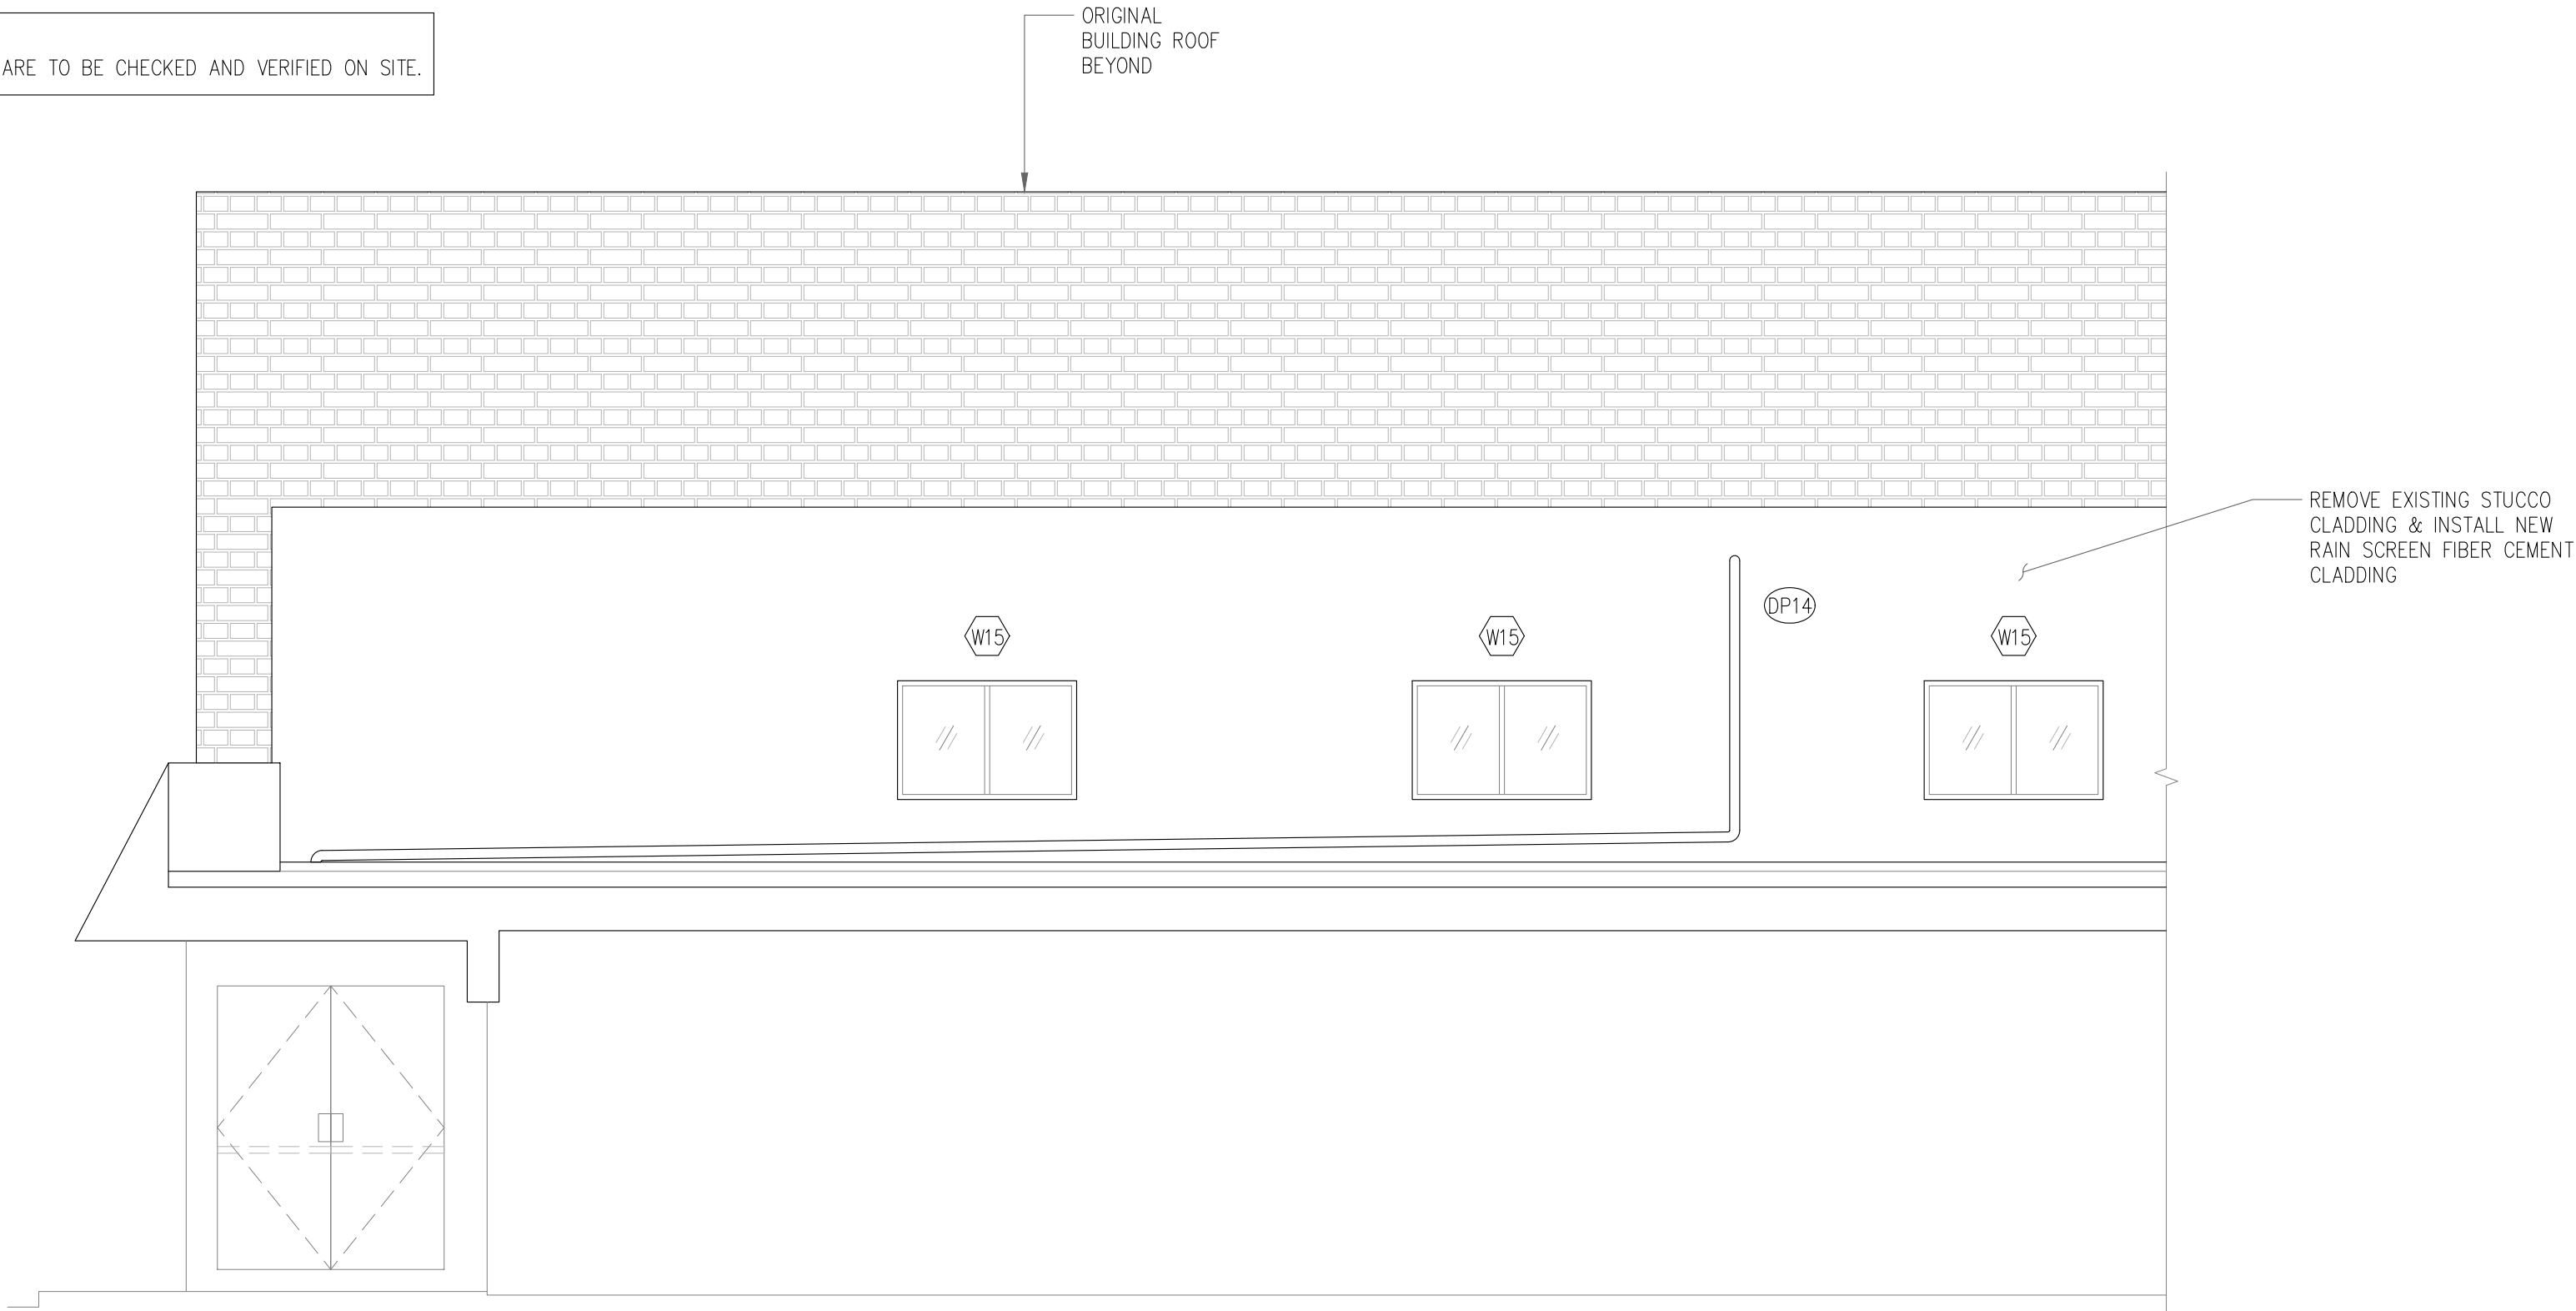 ARE TO BE CHECKED AND VERIFIED ON SITE.
ORIGINAL
BUILDING ROOF
BEYOND
REMOVE EXISTING STUCCO
CLADDING & INSTALL NEW
RAIN SCREEN FIBER CEMENT
CLADDING
DP14
W15
W15
W15